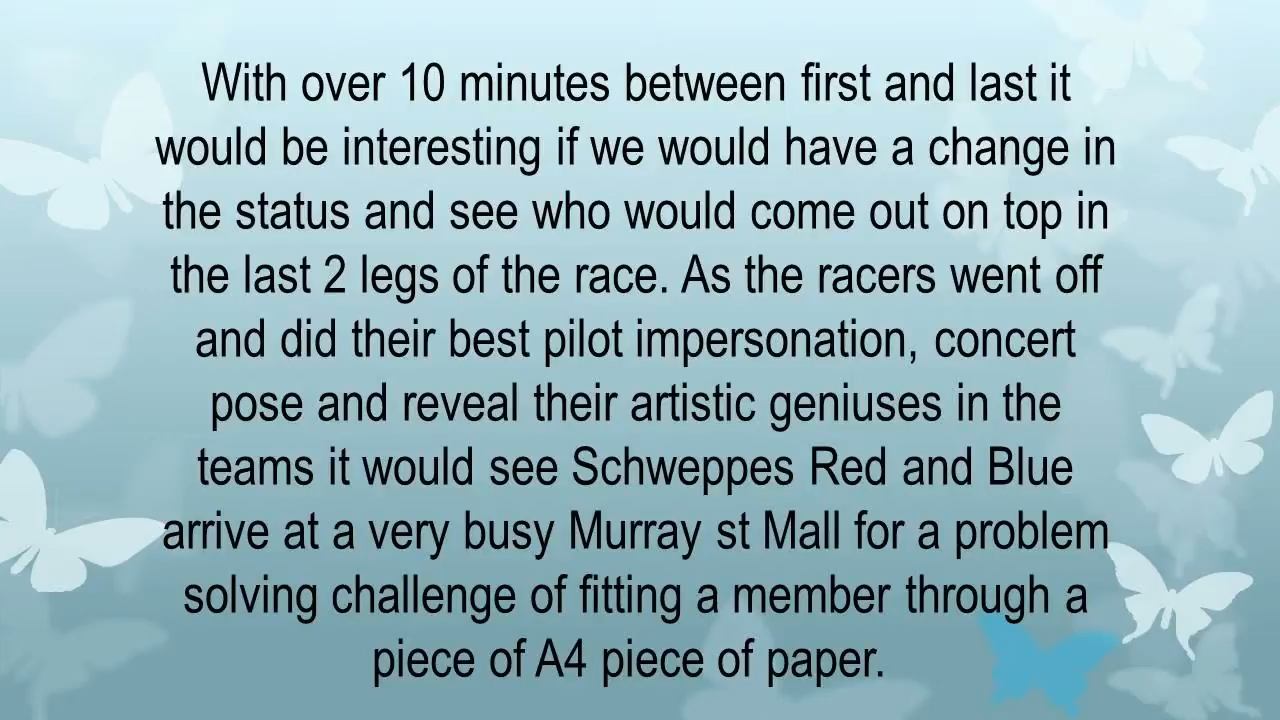 With over 10 minutes between first and last it
would be interesting if we would have a change in
the status and see who would come out on top in
the last 2 legs of the race. As the racers went off
and did their best pilot impersonation, concert
pose and reveal their artistic geniuses in the
teams it would see Schweppes Red and Blue
arrive at a very busy Murray st Mall for a problem
solving challenge of fitting a member through a
piece of A4 piece of paper.